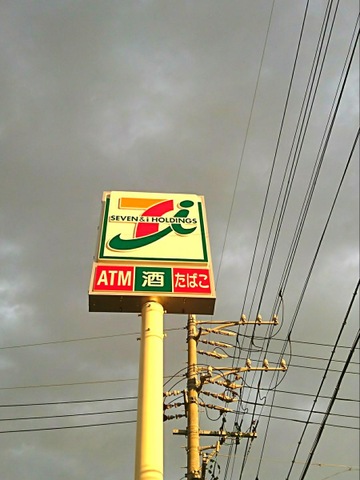 SEVEN & i HOLDINGS
ATM 酒 たばこ